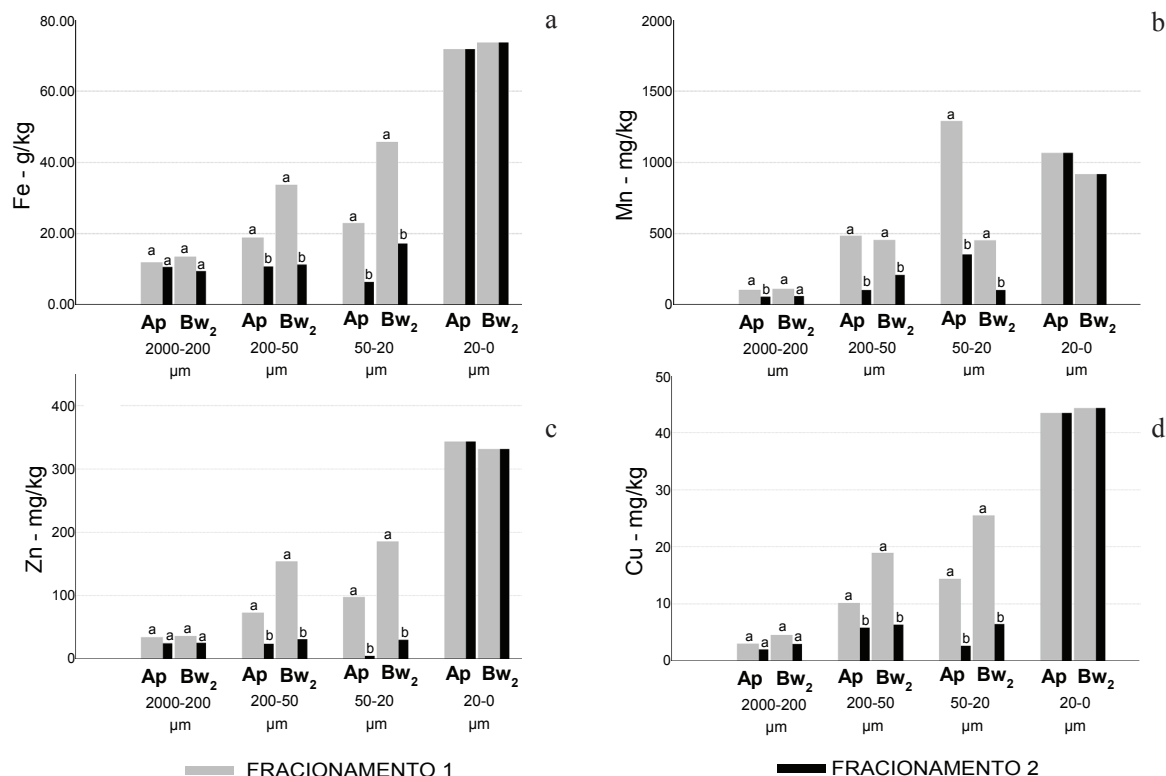 a
80.00
60.00
40.00
20.00
0.00
Fe - g/kg
a a a a
a b a b
a b a b
Ap Bw2 Ap Bw2 Ap Bw2 Ap Bw2
2000-200 200-50 50-20 20-0
µm µm µm µm
b
2000
1500
1000
500
0
Mn - mg/kg
a b a a
a b a b
a b a b
Ap Bw2 Ap Bw2 Ap Bw2 Ap Bw2
2000-200 200-50 50-20 20-0
µm µm µm µm
c
400
300
200
100
0
Zn - mg/kg
a a a a
a b a b
a b a b
Ap Bw2 Ap Bw2 Ap Bw2 Ap Bw2
2000-200 200-50 50-20 20-0
µm µm µm µm
d
50
40
30
20
10
0
Cu - mg/kg
a a a a
a b a b
a b a b
Ap Bw2 Ap Bw2 Ap Bw2 Ap Bw2
2000-200 200-50 50-20 20-0
µm µm µm µm
FRACIONAMENTO 1 FRACIONAMENTO 2